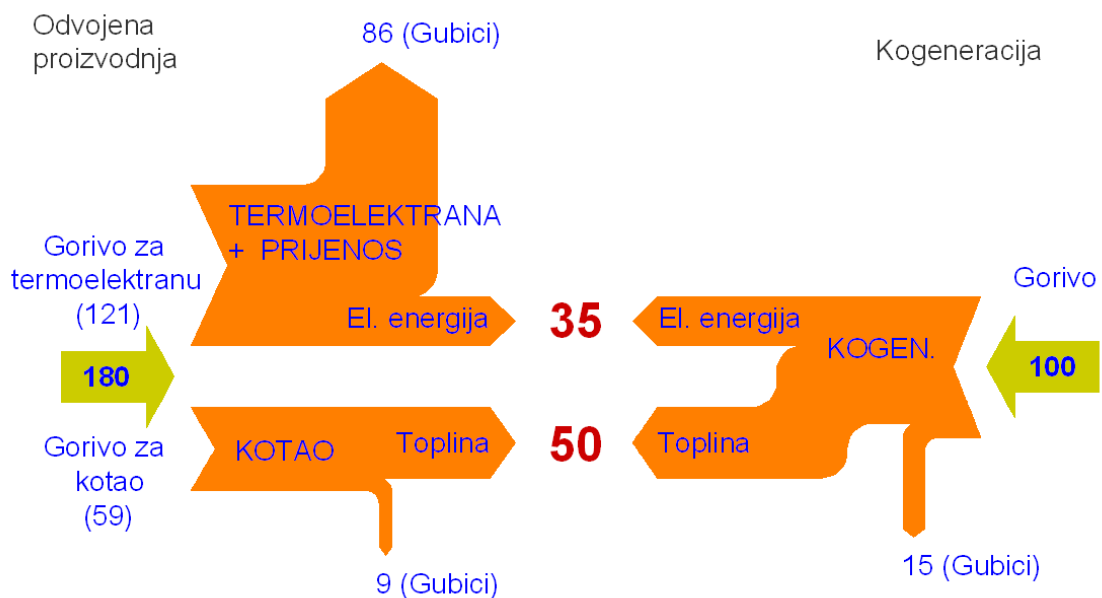 Odvojena
proizvodnja
86 (Gubici)
Kogeneracija
TERMOELEKTRANA
+ PRIJENOS
Gorivo za
termoelektranu
(121)
Gorivo
El. energija
35
El. energija
KOGEN.
180
100
Gorivo za
kotao
(59)
KOTAO
Toplina
50
Toplina
9 (Gubici)
15 (Gubici)